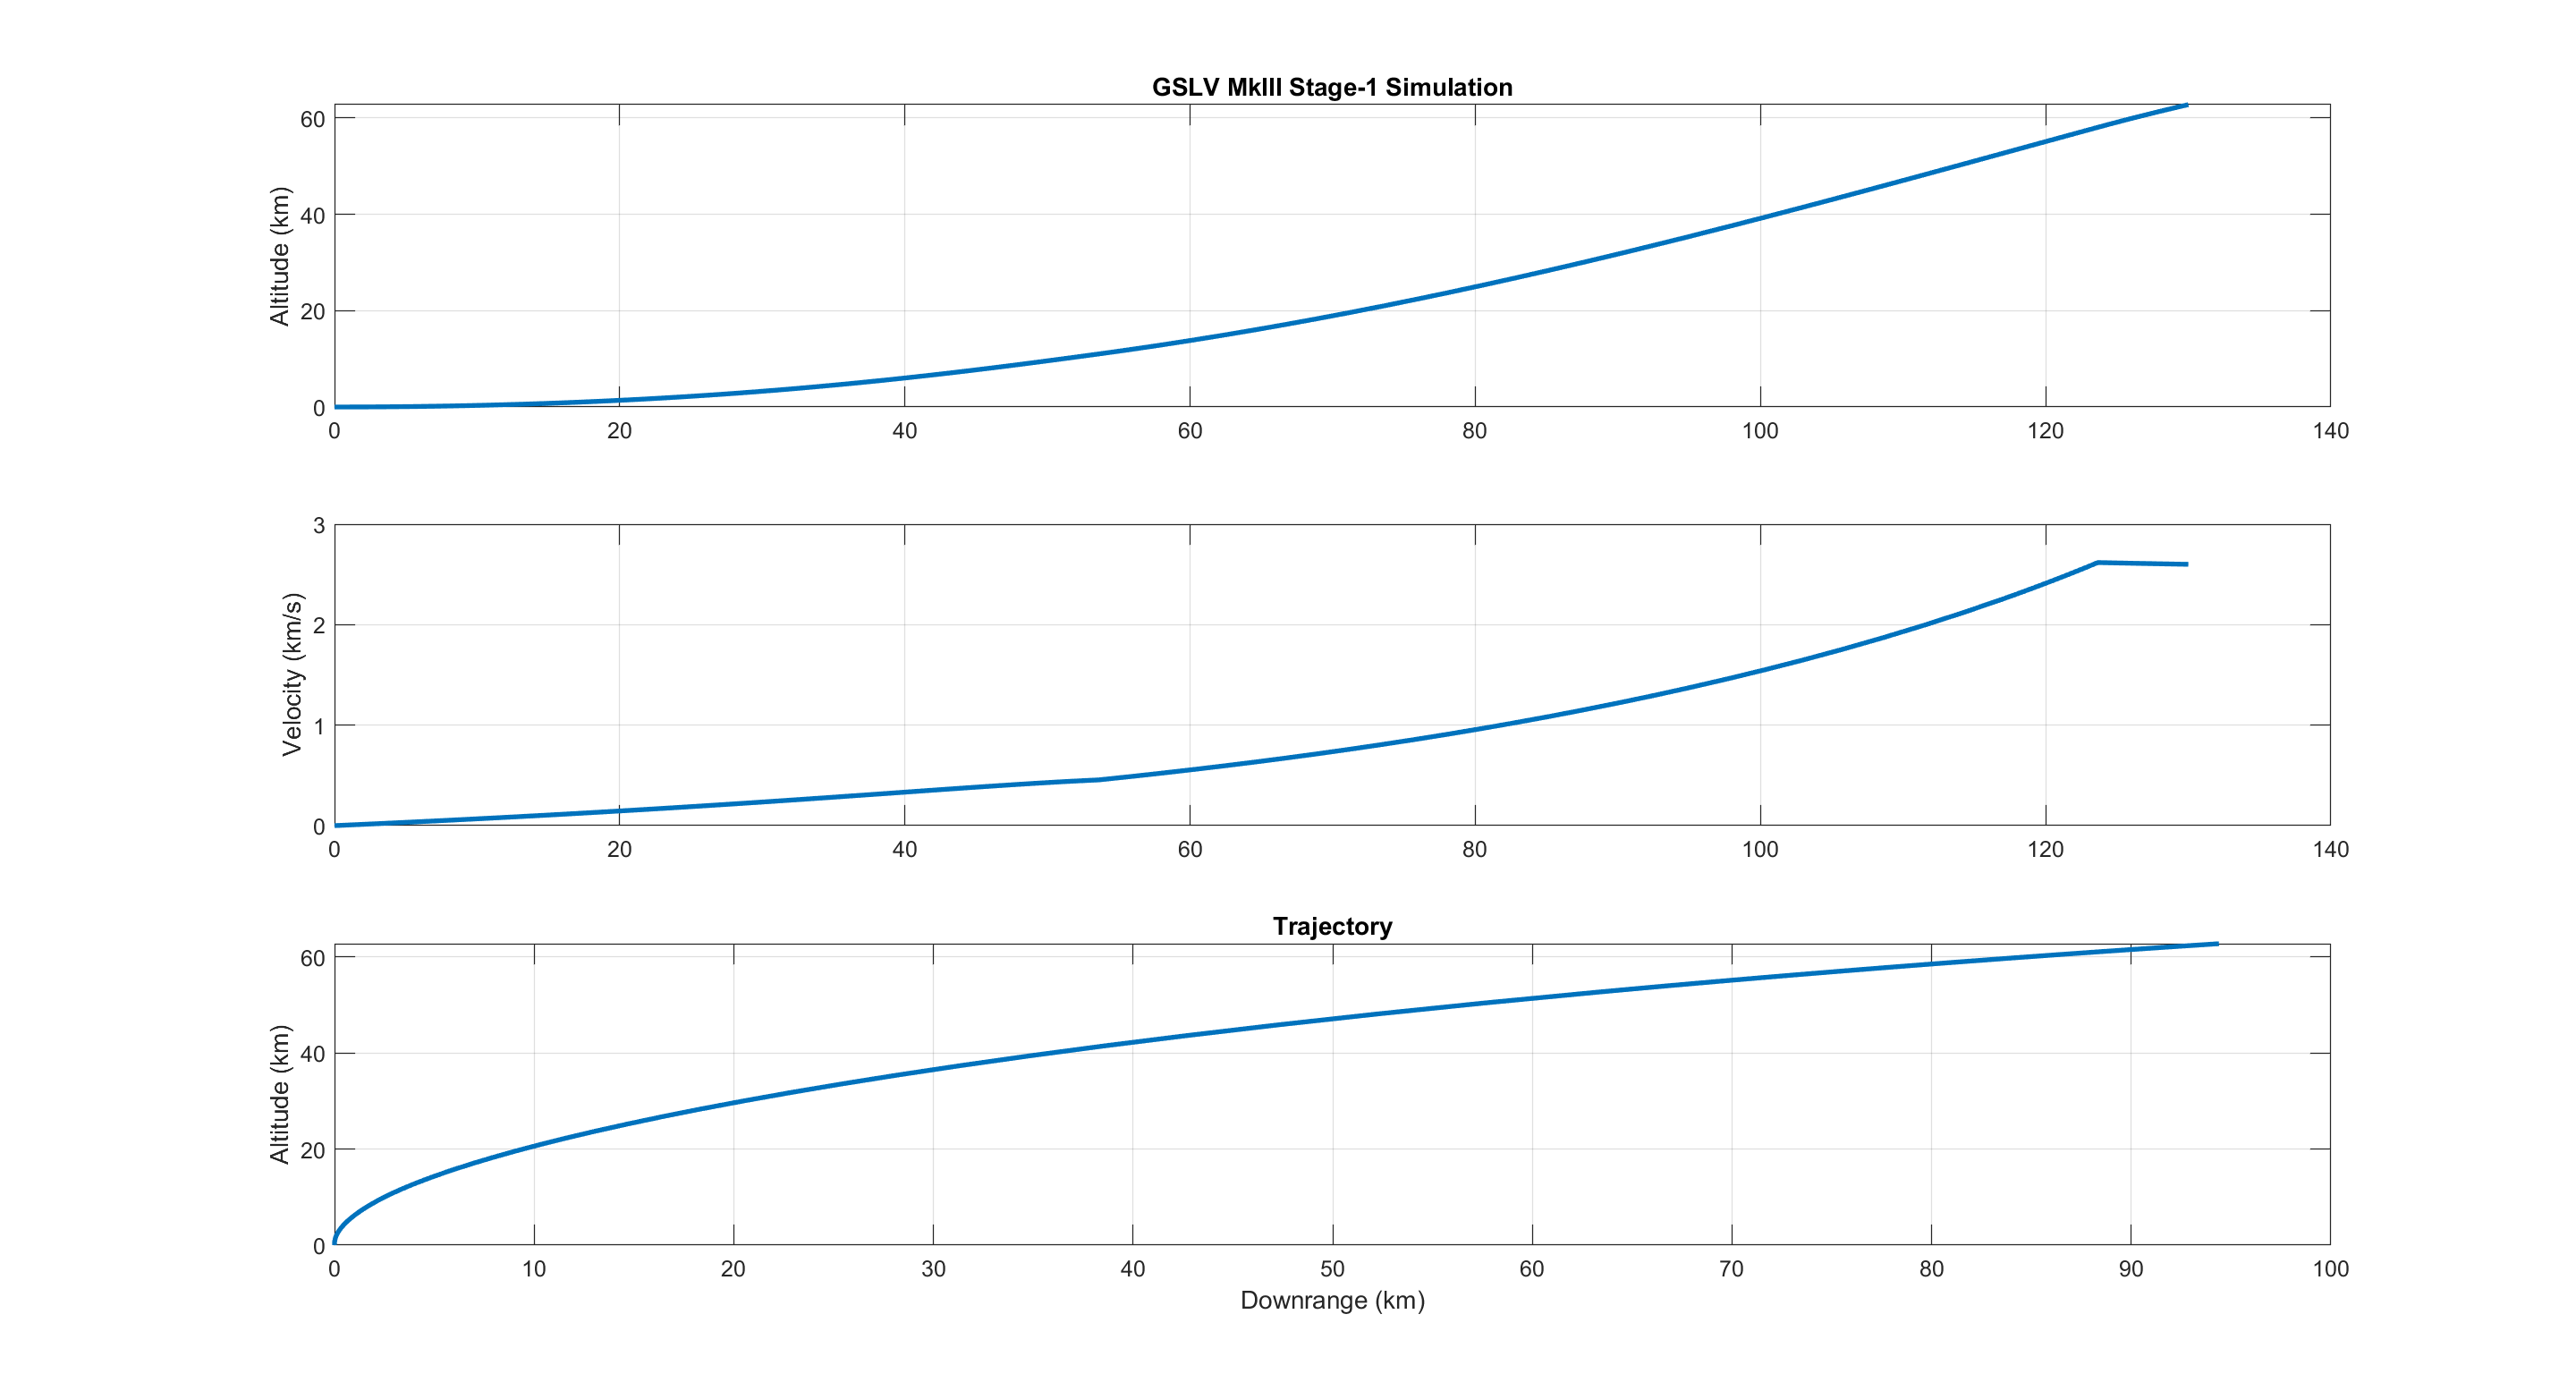 GSLV MkIII Stage-1 Simulation
60
40
20
0
Altitude (km)
0 20 40 60 80 100 120 140
3
2
1
0
Velocity (km/s)
0 20 40 60 80 100 120 140
Trajectory
60
40
20
0
Altitude (km)
0 10 20 30 40 50 60 70 80 90 100
Downrange (km)